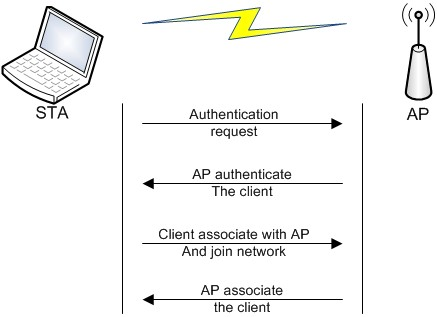 STA
AP
Authentication
request
AP authenticate
The client
Client associate with AP
And join network
AP associate
the client